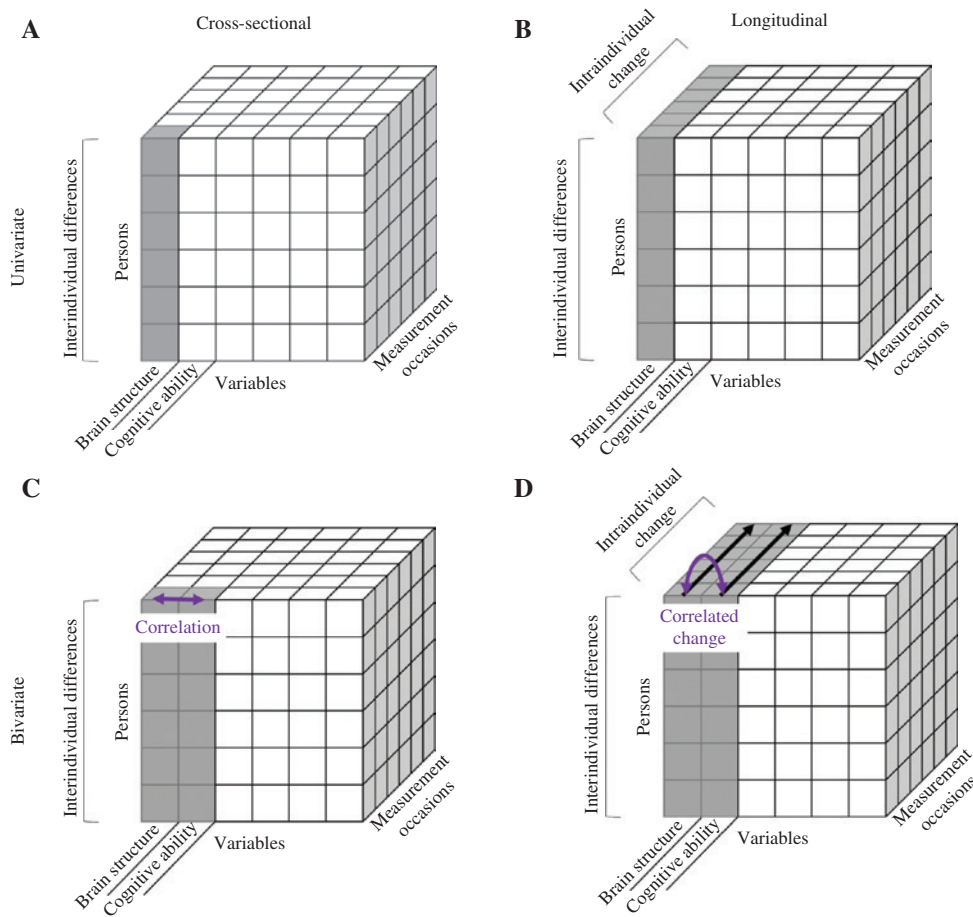 A
Cross-sectional
Univariate
Interindividual differences
Persons
Brain structure
Cognitive ability
Variables
Measurement
occasions
B
Longitudinal
Intraindividual
change
Interindividual differences
Persons
Brain structure
Cognitive ability
Variables
Measurement
occasions
C
Bivariate
Interindividual differences
Persons
Correlation
Brain structure
Cognitive ability
Variables
Measurement
occasions
D
Intraindividual
change
Interindividual differences
Persons
Correlated
change
Brain structure
Cognitive ability
Variables
Measurement
occasions